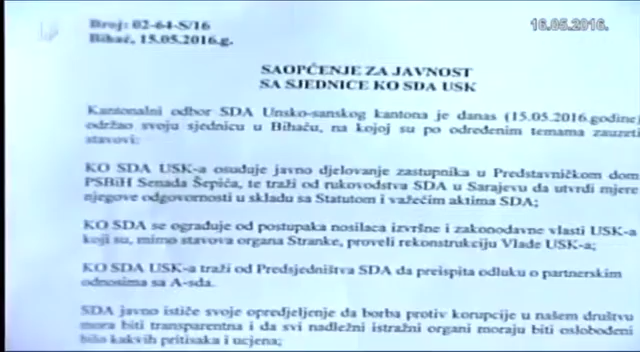 Broj: 02-64-S/16
16.05.2016.
Bihać, 15.05.2016.g.
SAOPĆENJE ZA JAVNOST
SA SJEDNICE KO SDA USK
Kantonalni odbor SDA Unsko-sanskog kantona je danas (15.05.2016.godine)
održao svoju sjednicu u Bihaću, na kojoj su po određenim temama zauzeti
stavovi:
KO SDA USK-a osuđuje javno djelovanje zastupnika u Predstavničkom dom
PSBiH Senada Šepića, te traži od rukovodstva SDA u Sarajevu da utvrdi mjere
njegove odgovornosti u skladu sa Statutom i važećim aktima SDA;
KO SDA se ograđuje od postupaka nosilaca izvršne i zakonodavne vlasti USK-a
koji su, mimo stavova organa Stranke, proveli rekonstrukciju Vlade USK-a;
KO SDA USK-a traži od Predsjedništva SDA da preispita odluku o partnerskim
odnosima sa A-sda.
SDA javno ističe svoje opredjeljenje da borba protiv korupcije u našem društvu
mora biti transparentna i da svi nadležni istražni organi moraju biti oslobođeni
bilo kakvih pritisaka i ucjena;